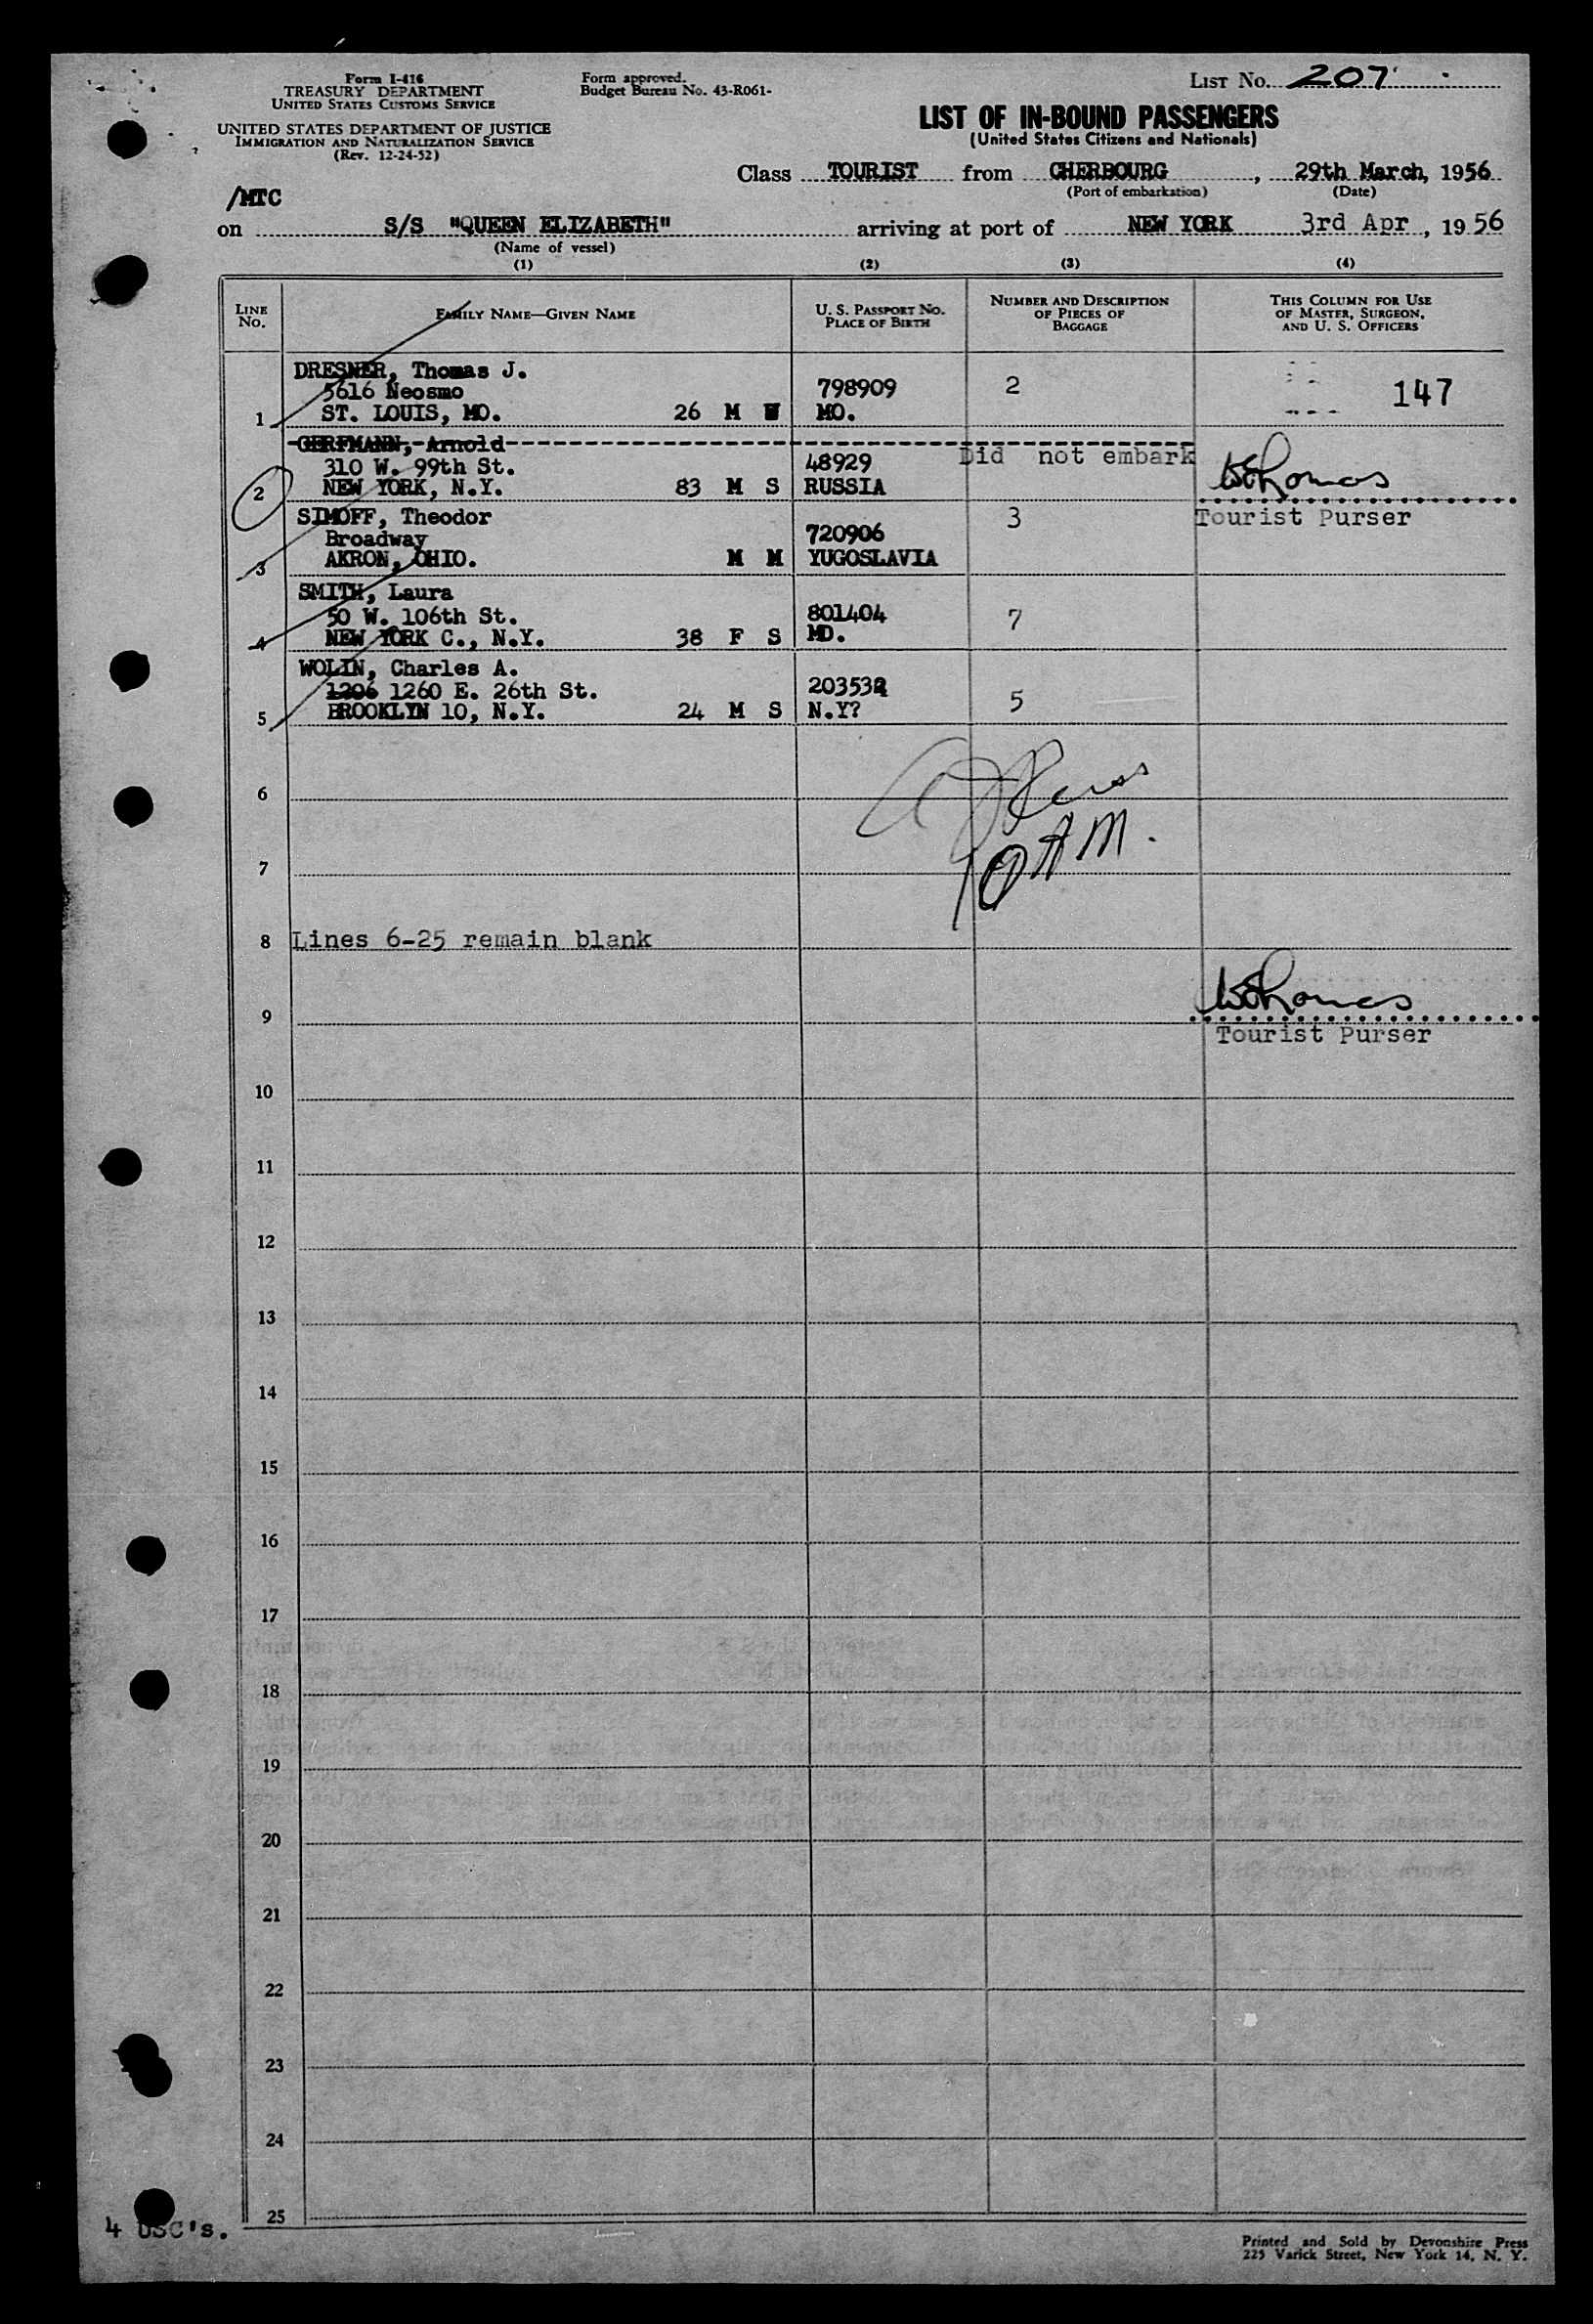 Form I-416
TREASURY DEPARTMENT
UNITED STATES CUSTOMS SERVICE
UNITED STATES DEPARTMENT OF JUSTICE
IMMIGRATION AND NATURALIZATION SERVICE
(Rev. 12-24-52)
Form approved.
Budget Bureau No. 43-R061-
LIST NO. 207
LIST OF IN-BOUND PASSENGERS
(United States Citizens and Nationals)
Class TOURIST from CHERBOURG, 29th March, 1956
(Port of embarkation) (Date)
/MTC
on S/S "QUEEN ELIZABETH" arriving at port of NEW YORK 3rd Apr, 1956
(Name of vessel)
(1) (2) (3) (4)
LINE NO. FAMILY NAME—GIVEN NAME U. S. PASSPORT NO. PLACE OF BIRTH NUMBER AND DESCRIPTION OF PIECES OF BAGGAGE THIS COLUMN FOR USE OF MASTER, SURGEON, AND U. S. OFFICERS
DRESNER, Thomas J.
5616 Neosmo 798909 2 147
1 ST. LOUIS, MO. 26 M MO.
GERFMANN, Arnold
310 W. 99th St. 48929 Did not embark
2 NEW YORK, N.Y. 83 M S RUSSIA
SIMOFF, Theodor 3 Tourist Purser
Broadway 720906
3 AKRON, OHIO. M M YUGOSLAVIA
SMITH, Laura
50 W. 106th St. 801404 7
4 NEW YORK C., N.Y. 38 F S MD.
WOLIN, Charles A.
1206 1260 E. 26th St. 203532 5
5 BROOKLYN 10, N.Y. 24 M S N.Y?
6
10 AM.
7
8 Lines 6-25 remain blank
9
Tourist Purser
10
11
12
13
14
15
16
17
18
19
20
21
22
23
24
25
4 USC's.
Printed and Sold by Devonshire Press
225 Varick Street, New York 14, N. Y.